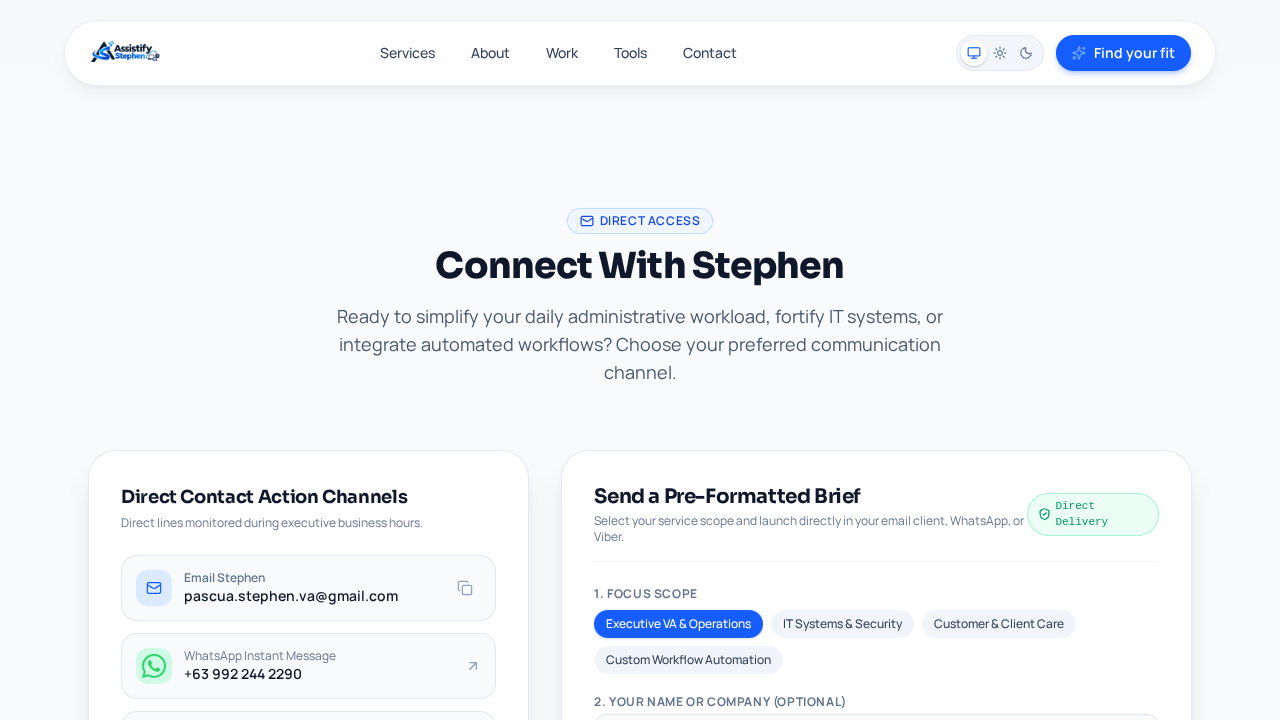 Assistify
Stephen
Services
About
Work
Tools
Contact
Find your fit
DIRECT ACCESS
Connect With Stephen
Ready to simplify your daily administrative workload, fortify IT systems, or
integrate automated workflows? Choose your preferred communication
channel.
Direct Contact Action Channels
Direct lines monitored during executive business hours.
Email Stephen
pascua.stephen.va@gmail.com
WhatsApp Instant Message
+63 992 244 2290
Send a Pre-Formatted Brief
Select your service scope and launch directly in your email client, WhatsApp, or
Viber.
Direct
Delivery
1. FOCUS SCOPE
Executive VA & Operations
IT Systems & Security
Customer & Client Care
Custom Workflow Automation
2. YOUR NAME OR COMPANY (OPTIONAL)